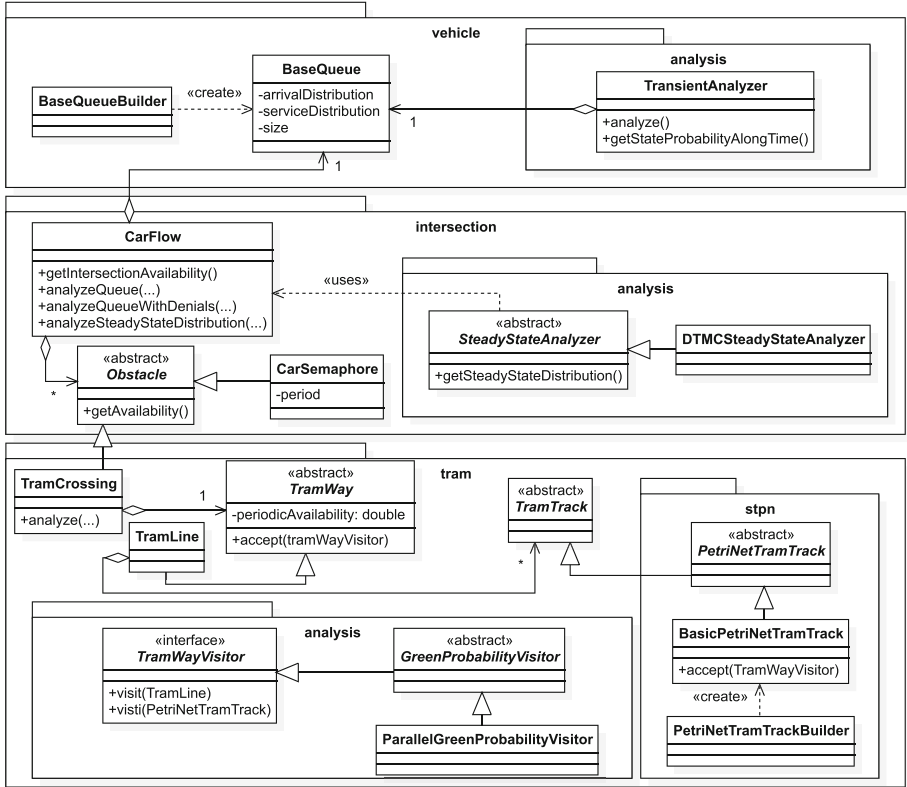 vehicle
BaseQueueBuilder
«create»
BaseQueue
-arrivalDistribution
-serviceDistribution
-size
1
analysis
TransientAnalyzer
+analyze()
+getStateProbabilityAlongTime()
1
intersection
CarFlow
+getIntersectionAvailability()
+analyzeQueue(...)
+analyzeQueueWithDenials(...)
+analyzeSteadyStateDistribution(...)
«uses»
analysis
«abstract»
SteadyStateAnalyzer
+getSteadyStateDistribution()
DTMCSteadyStateAnalyzer
*
«abstract»
Obstacle
+getAvailability()
CarSemaphore
-period
tram
TramCrossing
+analyze(...)
1
«abstract»
TramWay
-periodicAvailability: double
+accept(tramWayVisitor)
TramLine
«abstract»
TramTrack
*
stpn
«abstract»
PetriNetTramTrack
BasicPetriNetTramTrack
+accept(TramWayVisitor)
«create»
PetriNetTramTrackBuilder
analysis
«interface»
TramWayVisitor
+visit(TramLine)
+visti(PetriNetTramTrack)
«abstract»
GreenProbabilityVisitor
ParallelGreenProbabilityVisitor